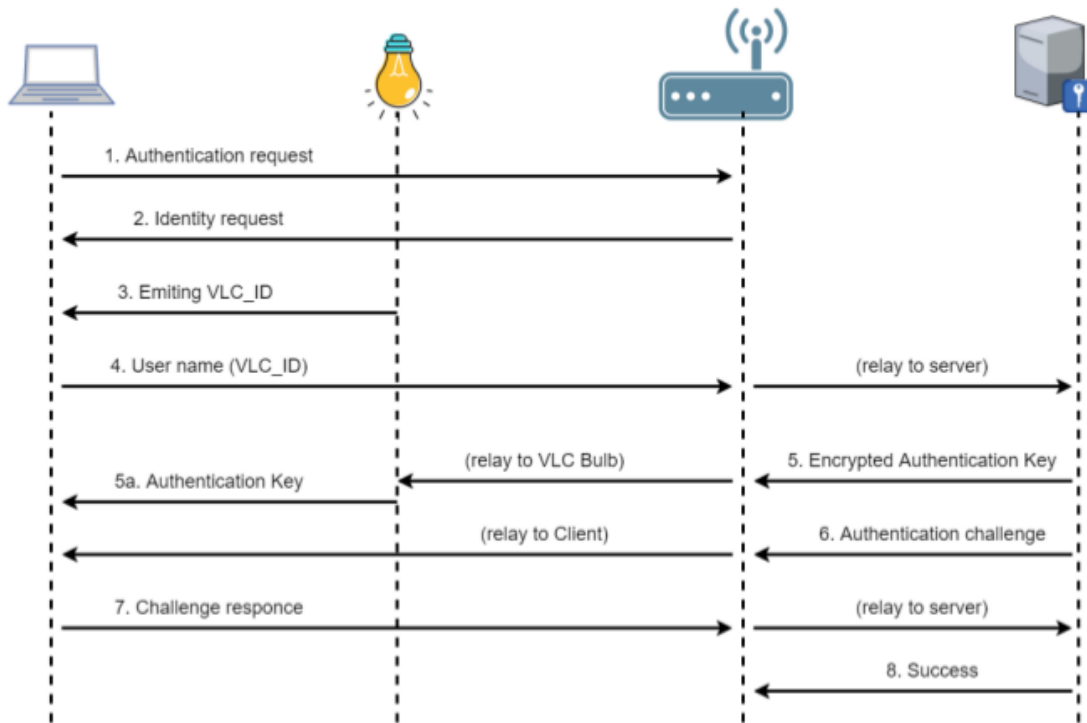 1. Authentication request
2. Identity request
3. Emiting VLC_ID
4. User name (VLC_ID)
(relay to server)
(relay to VLC Bulb)
5. Encrypted Authentication Key
5a. Authentication Key
(relay to Client)
6. Authentication challenge
7. Challenge responce
(relay to server)
8. Success